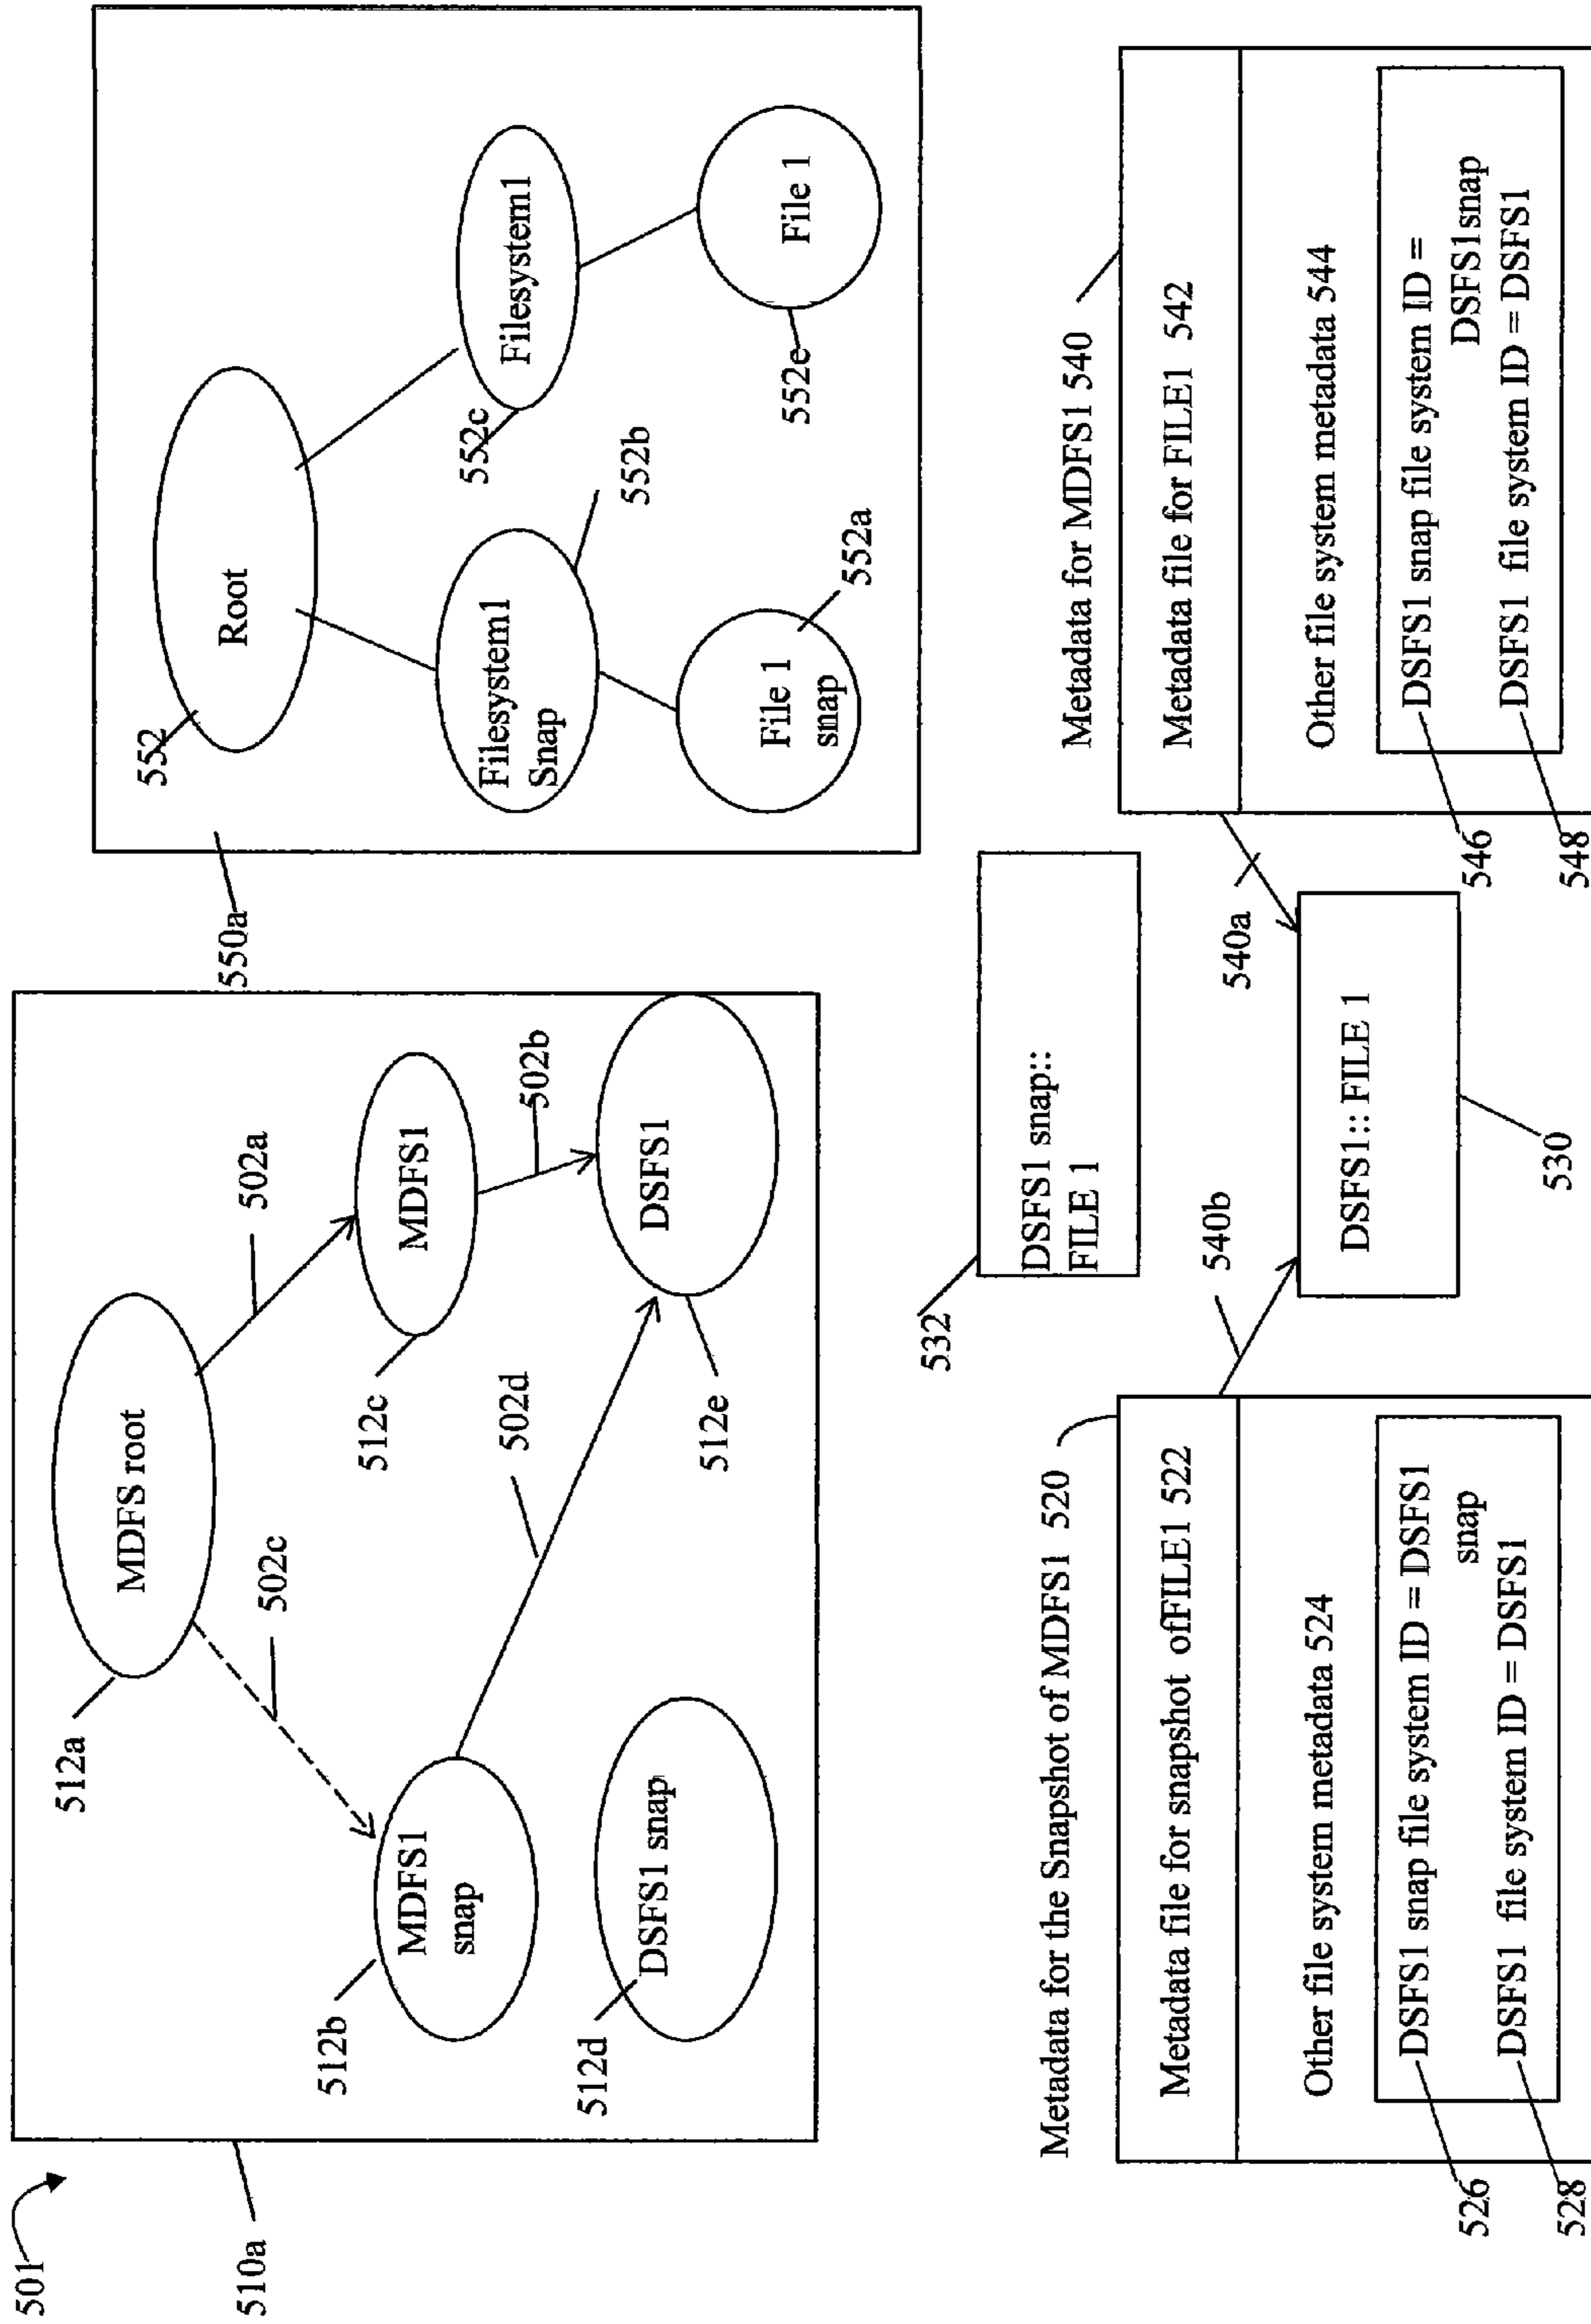 501
510a
512a
MDFS root
502a
502c
512b
MDFS1
snap
512c
MDFS1
502b
502d
512d
DSFS1 snap
512e
DSFS1
550a
552
Root
552c
Filesystem1
Filesystem1
Snap
552b
File 1
snap
552a
552e
File 1
532
DSFS1 snap::
FILE 1
Metadata for the Snapshot of MDFS1 520
Metadata file for snapshot ofFILE1 522
Other file system metadata 524
DSFS1 snap file system ID = DSFS1
snap
DSFS1 file system ID = DSFS1
526
528
540b
540a
DSFS1:: FILE 1
530
Metadata for MDFS1 540
Metadata file for FILE1 542
Other file system metadata 544
DSFS1 snap file system ID =
DSFS1snap
DSFS1 file system ID = DSFS1
546
548